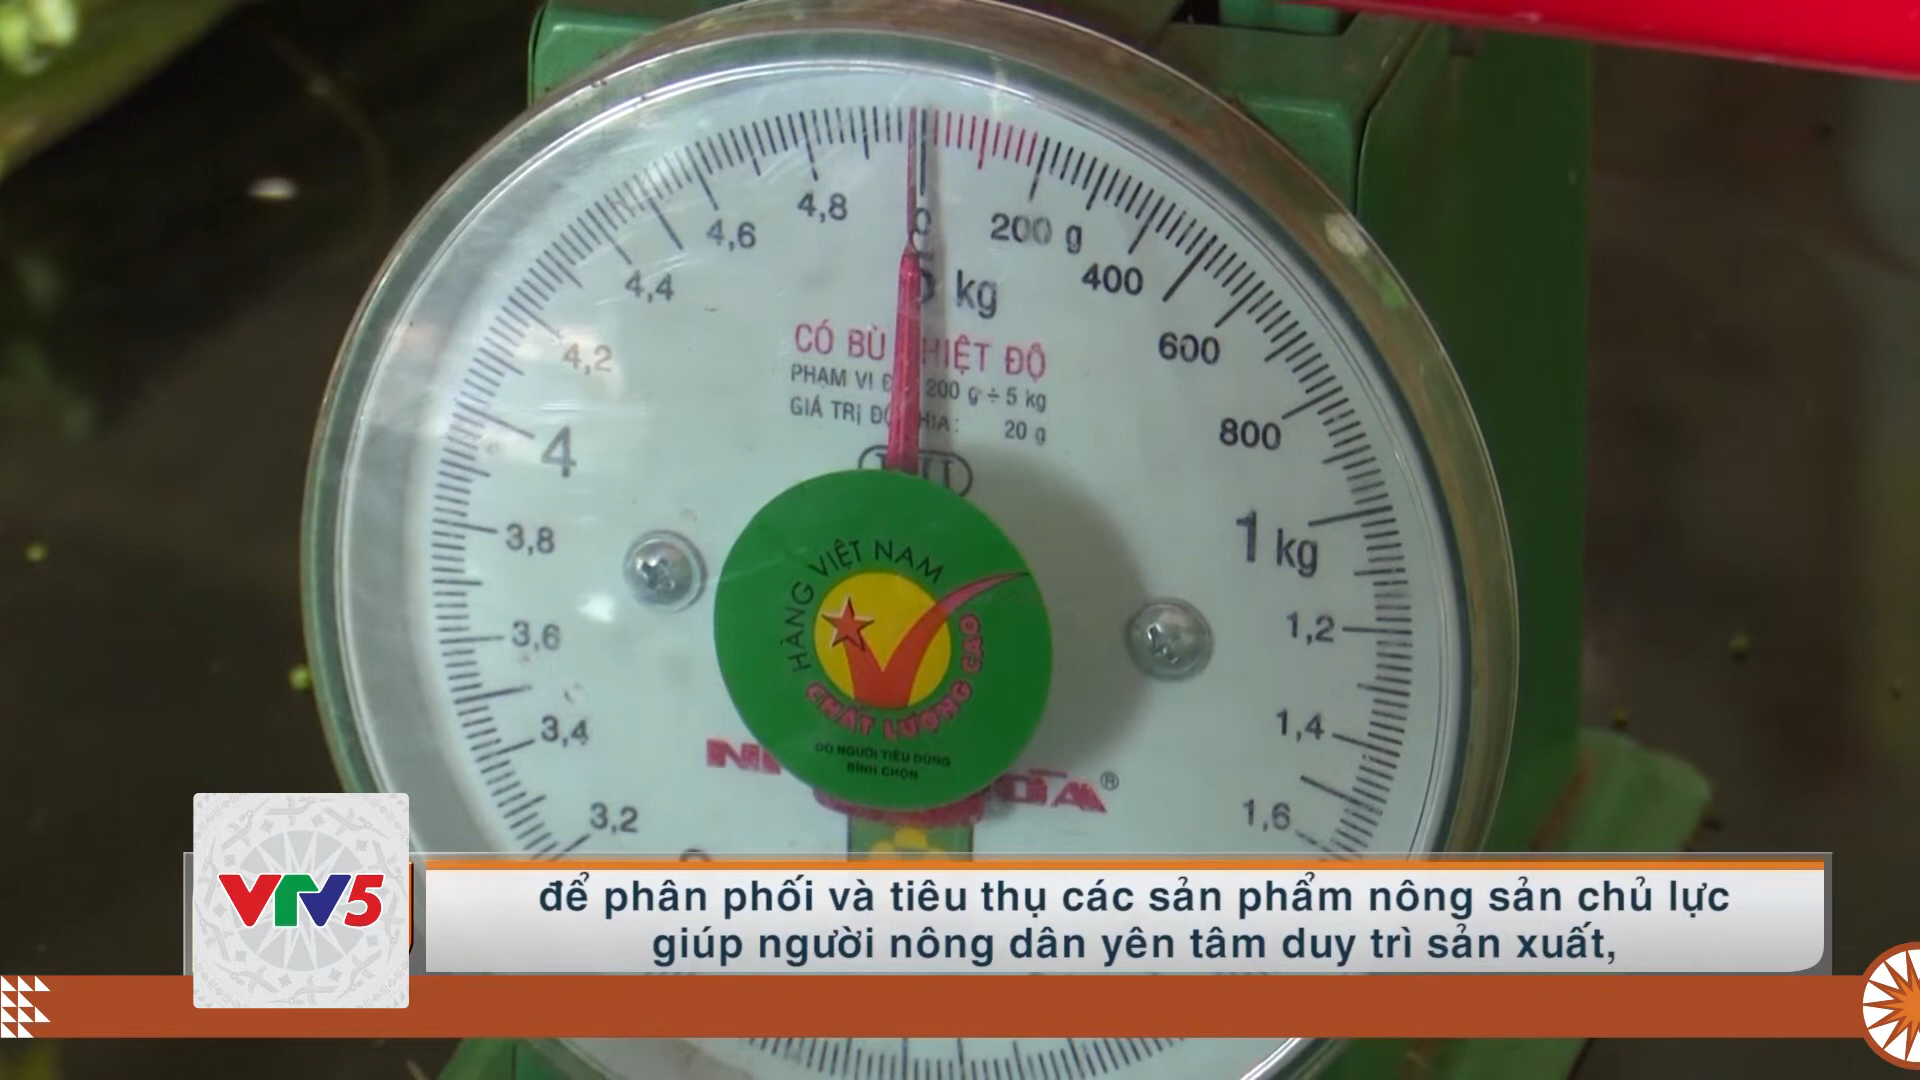 0
200 g
400
600
800
1 kg
1,2
1,4
1,6
4,8
4,6
4,4
4,2
4
3,8
3,6
3,4
3,2
kg
CÓ BÙ ĐỘ
PHẠM VI 200 g ÷ 5 kg
GIÁ TRỊ 20 g
HÀNG VIỆT NAM
CHẤT LƯỢNG CAO
DO NGƯỜI TIÊU DÙNG
BÌNH CHỌN
VTV5
để phân phối và tiêu thụ các sản phẩm nông sản chủ lực
giúp người nông dân yên tâm duy trì sản xuất,